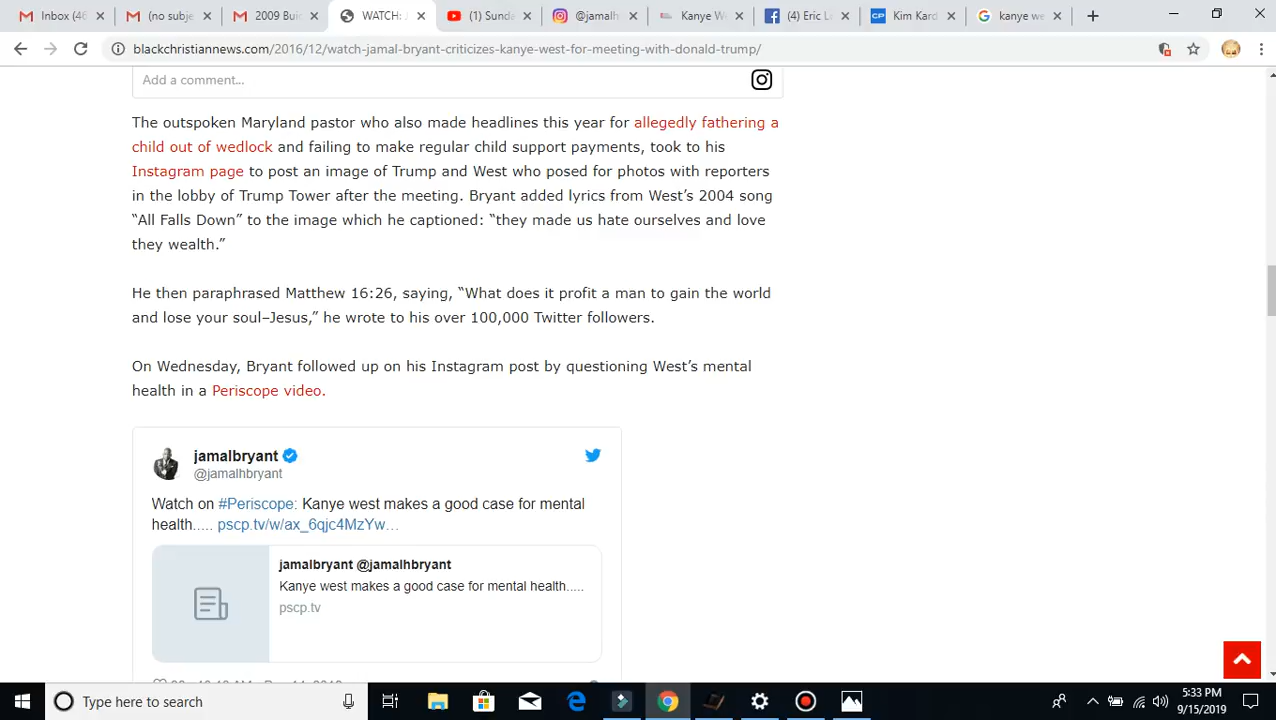 Inbox (46
(no subje
2009 Buic
WATCH: J
(1) Sunda
@jamalh
Kanye We
(4) Eric Lo
CP
Kim Kard
kanye we
blackchristiannews.com/2016/12/watch-jamal-bryant-criticizes-kanye-west-for-meeting-with-donald-trump/
Add a comment...
The outspoken Maryland pastor who also made headlines this year for allegedly fathering a
child out of wedlock and failing to make regular child support payments, took to his
Instagram page to post an image of Trump and West who posed for photos with reporters
in the lobby of Trump Tower after the meeting. Bryant added lyrics from West’s 2004 song
“All Falls Down” to the image which he captioned: “they made us hate ourselves and love
they wealth.”
He then paraphrased Matthew 16:26, saying, “What does it profit a man to gain the world
and lose your soul–Jesus,” he wrote to his over 100,000 Twitter followers.
On Wednesday, Bryant followed up on his Instagram post by questioning West’s mental
health in a Periscope video.
jamalbryant
@jamalhbryant
Watch on #Periscope: Kanye west makes a good case for mental
health..... pscp.tv/w/ax_6qjc4MzYw...
jamalbryant @jamalhbryant
Kanye west makes a good case for mental health.....
pscp.tv
Type here to search
3:33 PM
9/15/2019